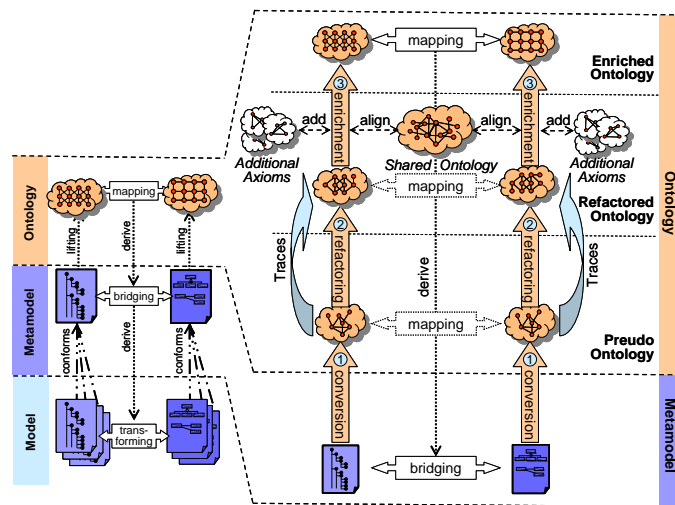 Ontology
Metamodel
Model
mapping
lifting
derive
lifting
bridging
conforms
derive
conforms
trans-
forming
mapping
Enriched
Ontology
3
3
enrichment
enrichment
add
align
align
add
Additional
Axioms
Shared Ontology
Additional
Axioms
mapping
Refactored
Ontology
2
2
refactoring
refactoring
Traces
derive
Traces
mapping
Preudo
Ontology
1
1
conversion
conversion
bridging
Ontology
Metamodel